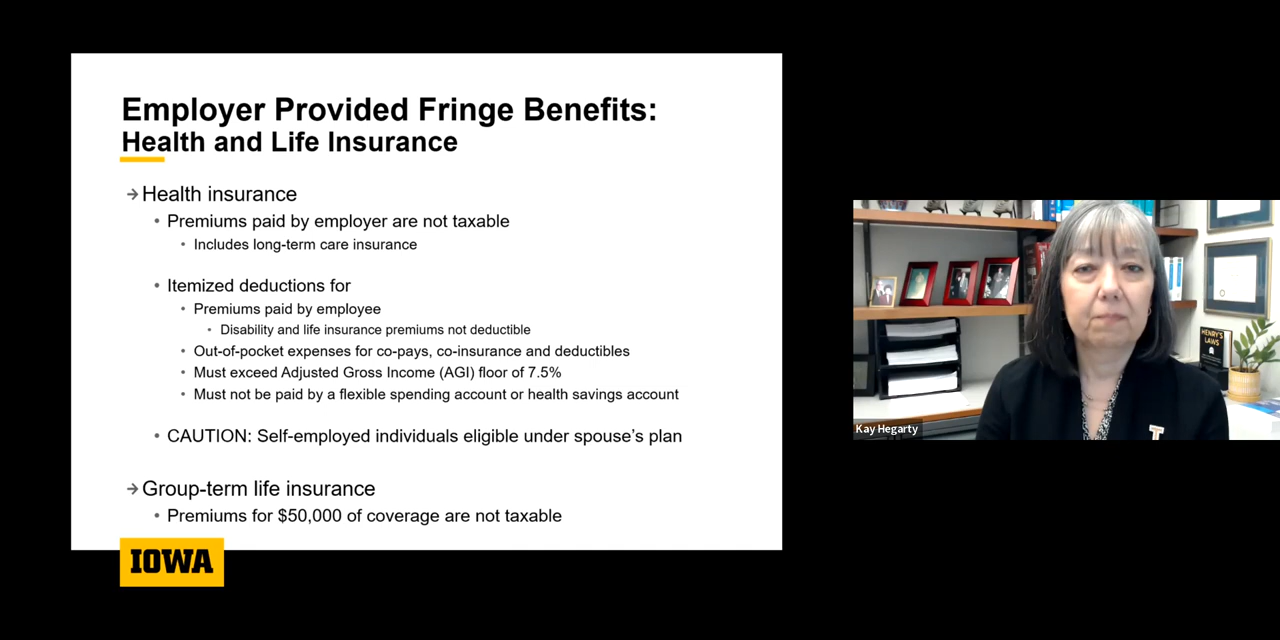 Employer Provided Fringe Benefits:
Health and Life Insurance
→ Health insurance
• Premiums paid by employer are not taxable
• Includes long-term care insurance
• Itemized deductions for
• Premiums paid by employee
• Disability and life insurance premiums not deductible
• Out-of-pocket expenses for co-pays, co-insurance and deductibles
• Must exceed Adjusted Gross Income (AGI) floor of 7.5%
• Must not be paid by a flexible spending account or health savings account
• CAUTION: Self-employed individuals eligible under spouse’s plan
→ Group-term life insurance
• Premiums for $50,000 of coverage are not taxable
IOWA
HENRY'S
LAWS
Kay Hegarty